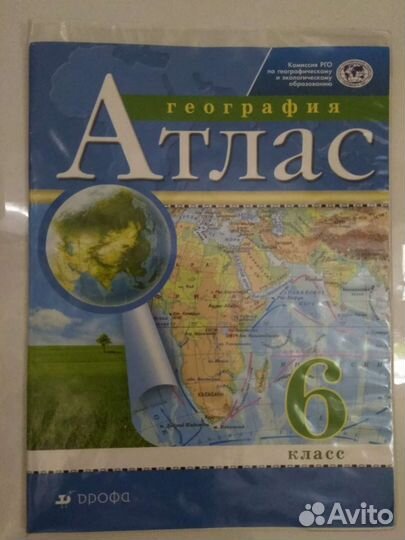 Комиссия РГО
по географическому
и экологическому
образованию
география
Атлас
6
класс
дрофа
Avito